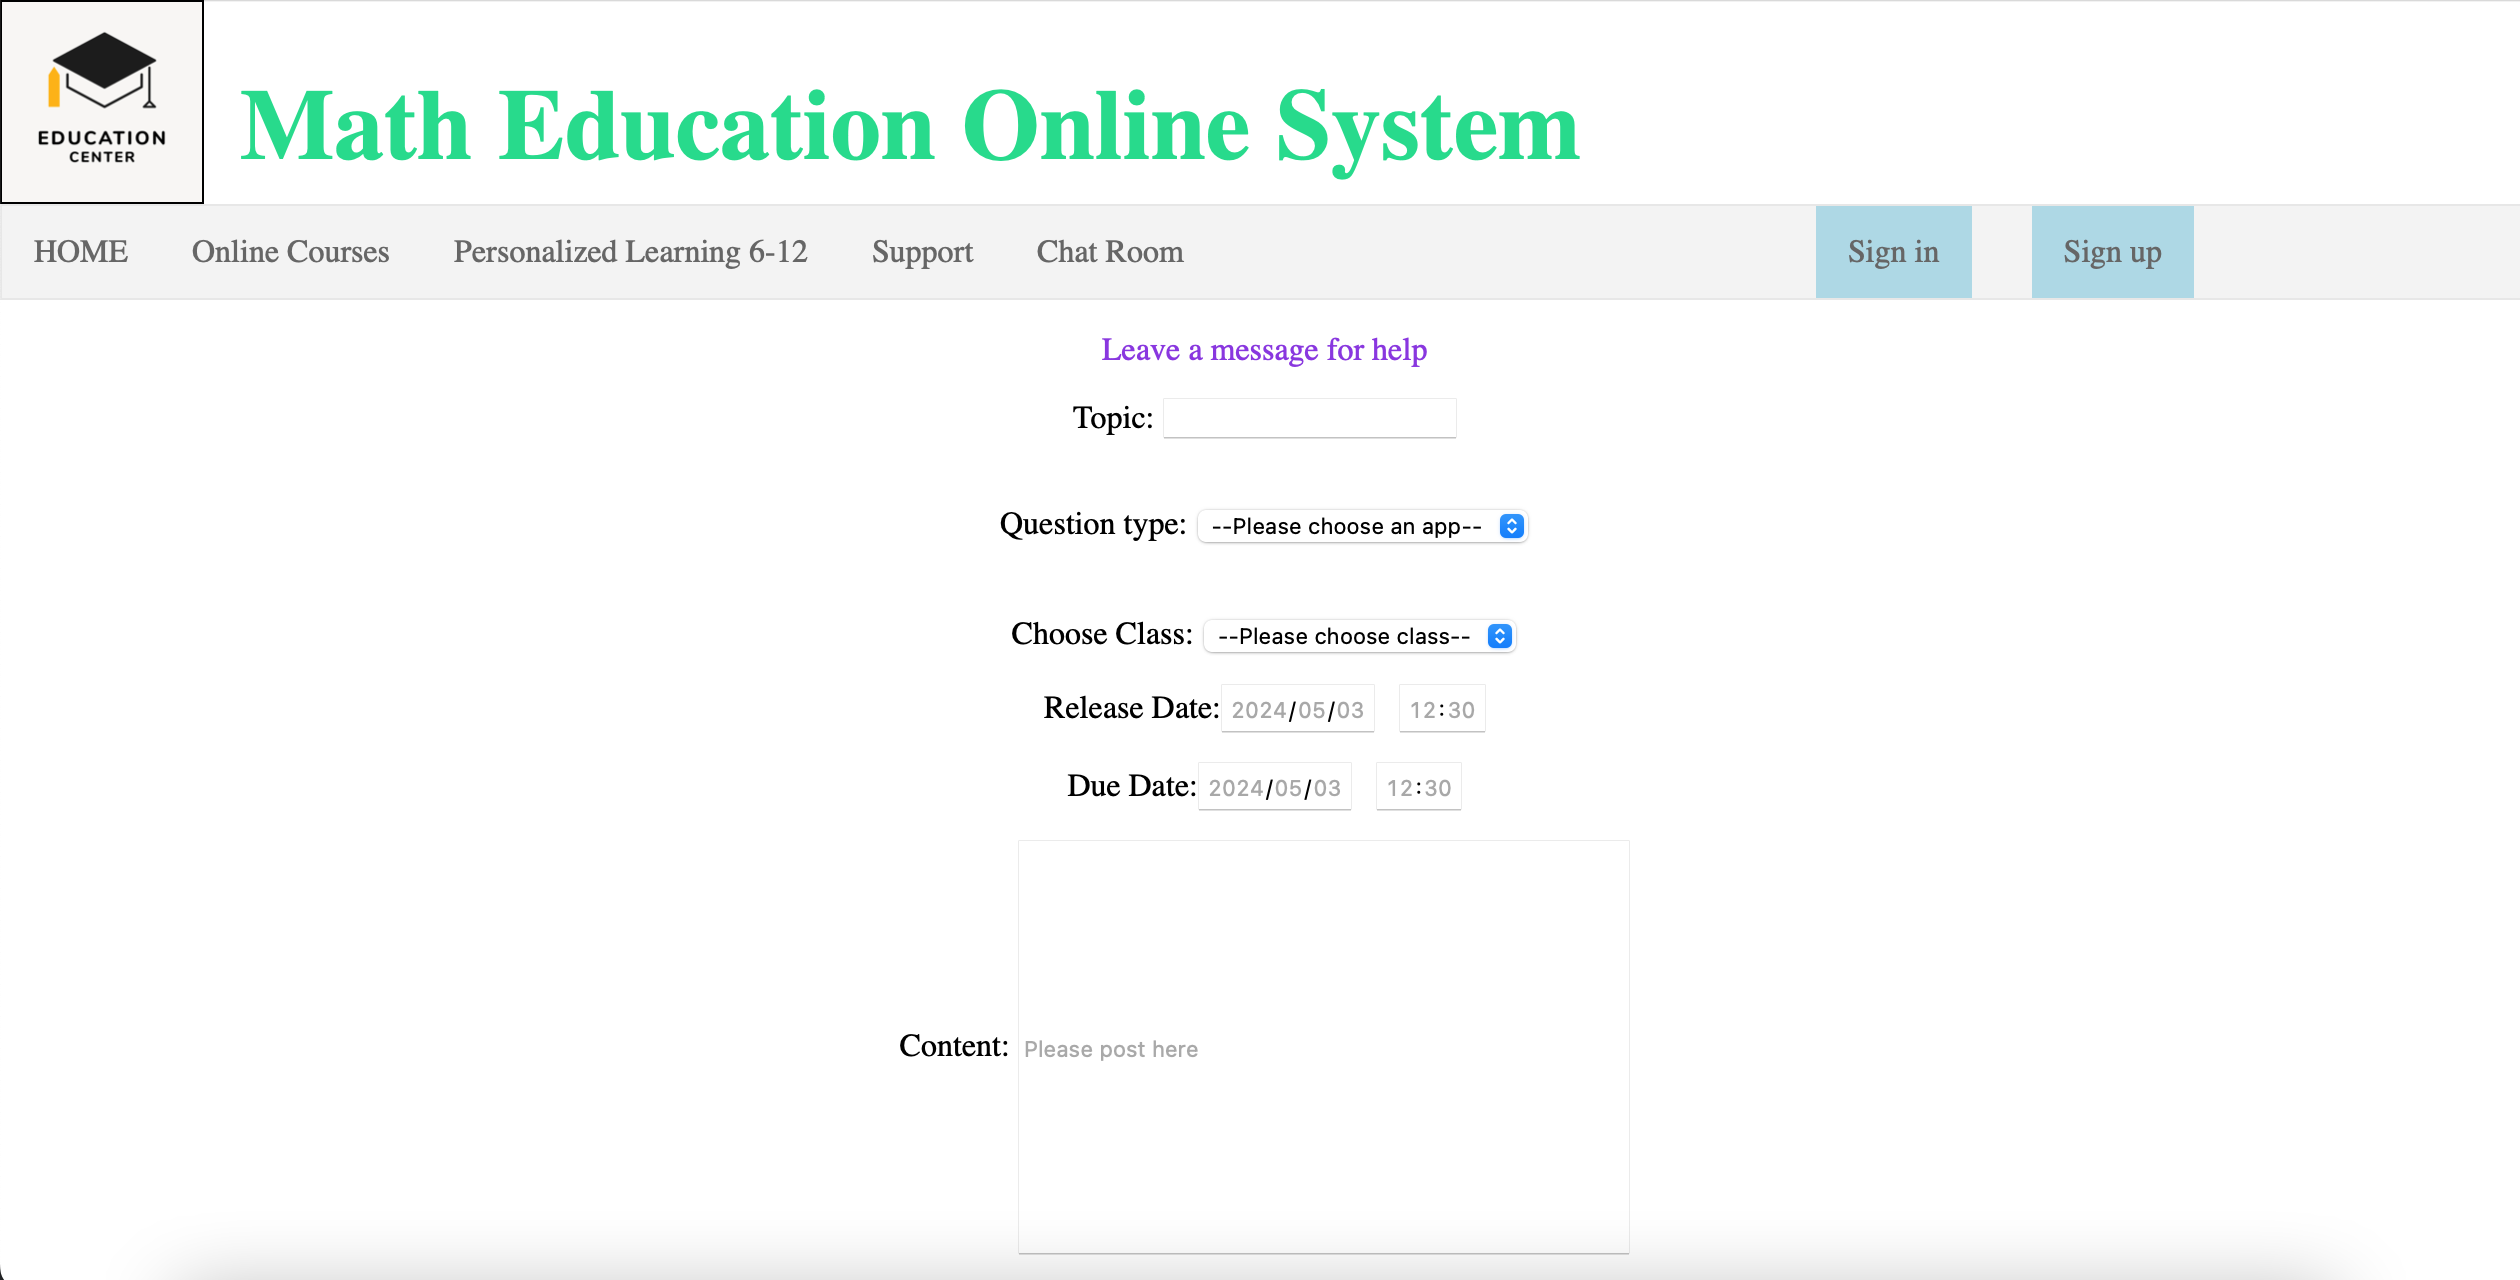 EDUCATION
CENTER
Math Education Online System
HOME Online Courses Personalized Learning 6-12 Support Chat Room Sign in Sign up
Leave a message for help
Topic:
Question type: --Please choose an app--
Choose Class: --Please choose class--
Release Date: 2024/05/03 12:30
Due Date: 2024/05/03 12:30
Content: Please post here